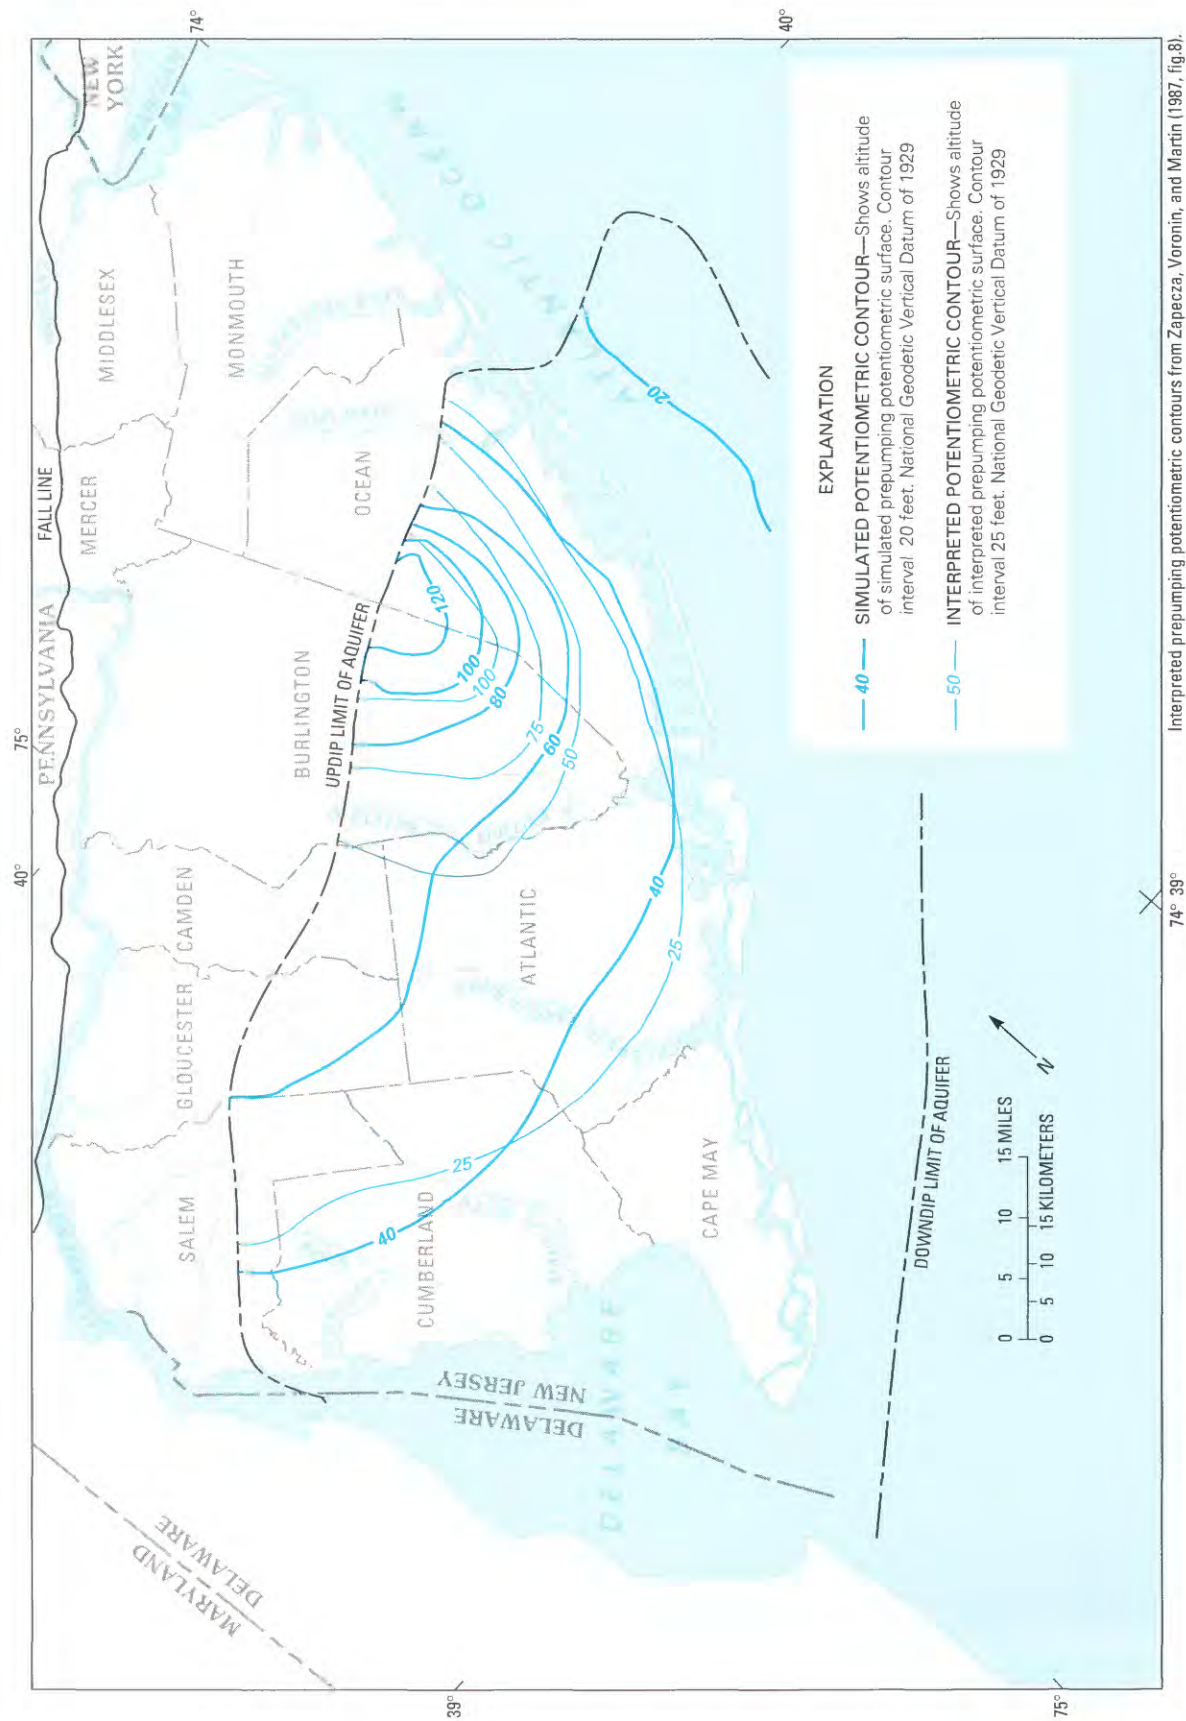 75°
40°
74°
40°
39°
75°
74° 39°
FALL LINE
PENNSYLVANIA
NEW
YORK
MERCER
MIDDLESEX
MONMOUTH
OCEAN
BURLINGTON
UPDIP LIMIT OF AQUIFER
CAMDEN
GLOUCESTER
SALEM
ATLANTIC
CUMBERLAND
CAPE MAY
ATLANTIC OCEAN
DELAWARE
BAY
NEW JERSEY
DELAWARE
MARYLAND
DELAWARE
120
100
100
80
75
60
50
40
25
25
40
20
DOWNDIP LIMIT OF AQUIFER
EXPLANATION
40 SIMULATED POTENTIOMETRIC CONTOUR—Shows altitude
of simulated prepumping potentiometric surface. Contour
interval 20 feet. National Geodetic Vertical Datum of 1929
50 INTERPRETED POTENTIOMETRIC CONTOUR—Shows altitude
of interpreted prepumping potentiometric surface. Contour
interval 25 feet. National Geodetic Vertical Datum of 1929
N
0 5 10 15 MILES
0 5 10 15 KILOMETERS
Interpreted prepumping potentiometric contours from Zapecza, Voronin, and Martin (1987, fig.8).